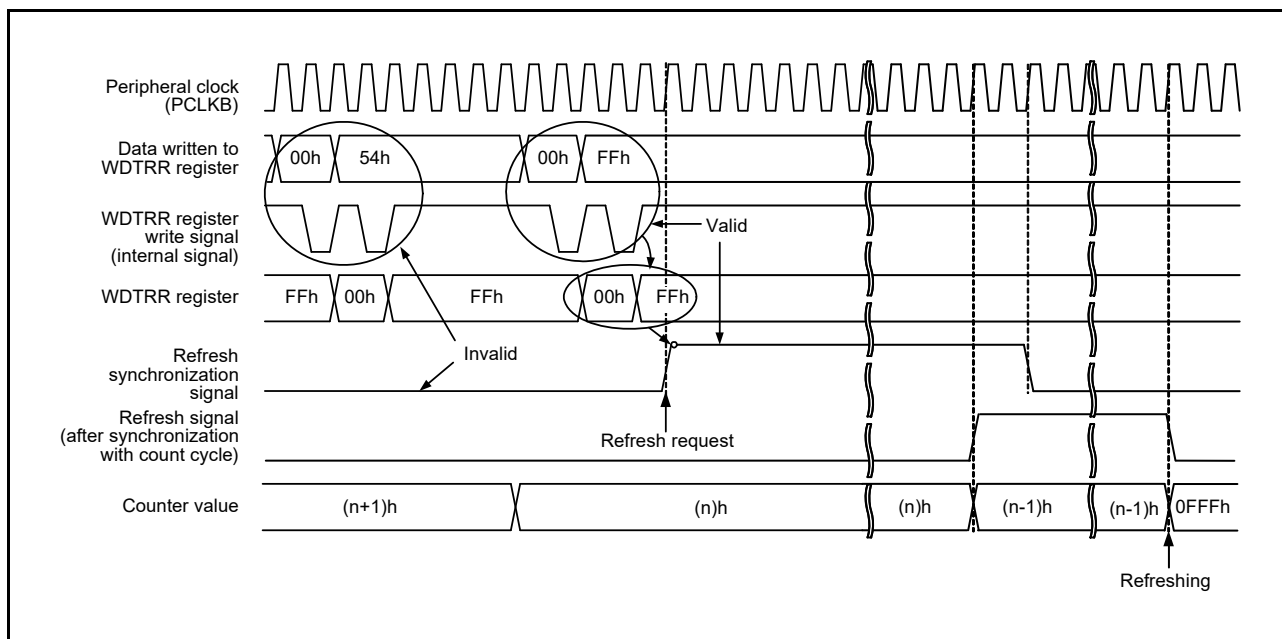 Peripheral clock
(PCLKB)
Data written to
WDTRR register
00h 54h 00h FFh
WDTRR register
write signal
(internal signal)
Valid
WDTRR register
FFh 00h FFh 00h FFh
Invalid
Refresh
synchronization
signal
Refresh request
Refresh signal
(after synchronization
with count cycle)
Counter value
(n+1)h (n)h (n)h (n-1)h (n-1)h 0FFFh
Refreshing